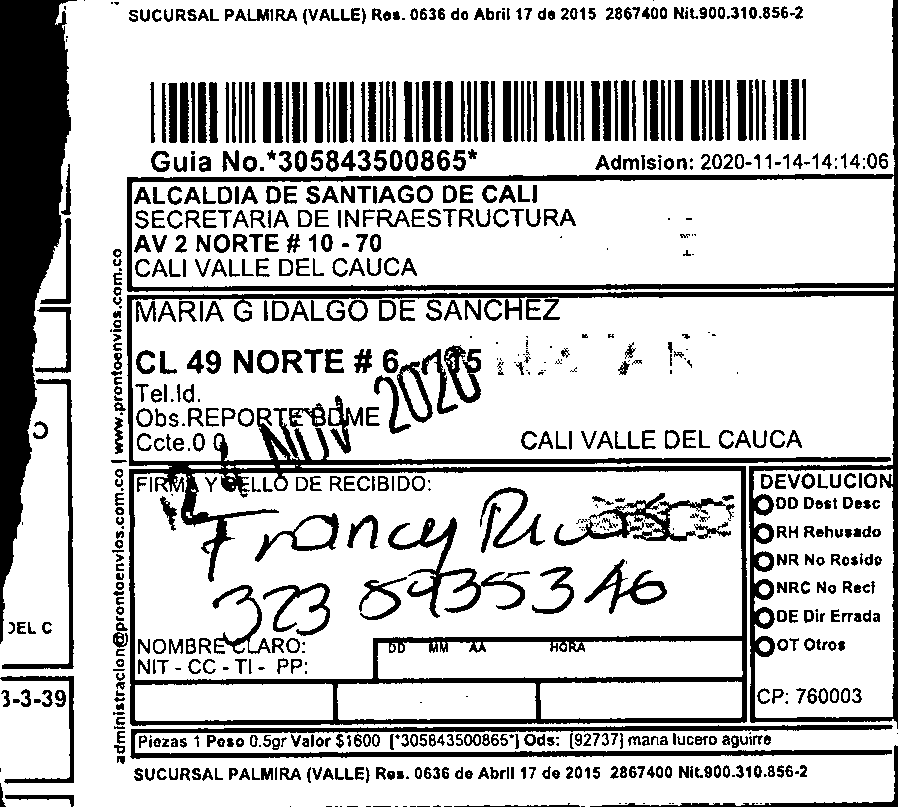 SUCURSAL PALMIRA (VALLE) Res. 0636 de Abril 17 de 2015 2867400 Nit.900.310.856-2
Guia No.*305843500865*
Admision: 2020-11-14-14:14:06
ALCALDIA DE SANTIAGO DE CALI
SECRETARIA DE INFRAESTRUCTURA
AV 2 NORTE # 10 - 70
CALI VALLE DEL CAUCA
MARIA G IDALGO DE SANCHEZ
CL 49 NORTE # 6
Tel.Id.
Obs.REPORTE BDME
Ccte.0 0
CALI VALLE DEL CAUCA
24 NOV 2020
FIRMA Y SELLO DE RECIBIDO:
Francy
323 8935346
NOMBRE CLARO:
NIT - CC - TI - PP:
DD MM AA HORA
DEVOLUCION
DD Dest Desc
RH Rehusado
NR No Reside
NRC No Reci
DE Dir Errada
OT Otros
CP: 760003
Piezas 1 Peso 0.5gr Valor $1600 [*305843500865*] Ods: [92737] maria lucero aguirre
SUCURSAL PALMIRA (VALLE) Res. 0636 de Abril 17 de 2015 2867400 Nit.900.310.856-2
administracion@prontoenvios.com.co | www.prontoenvios.com.co
DEL C
3-3-39